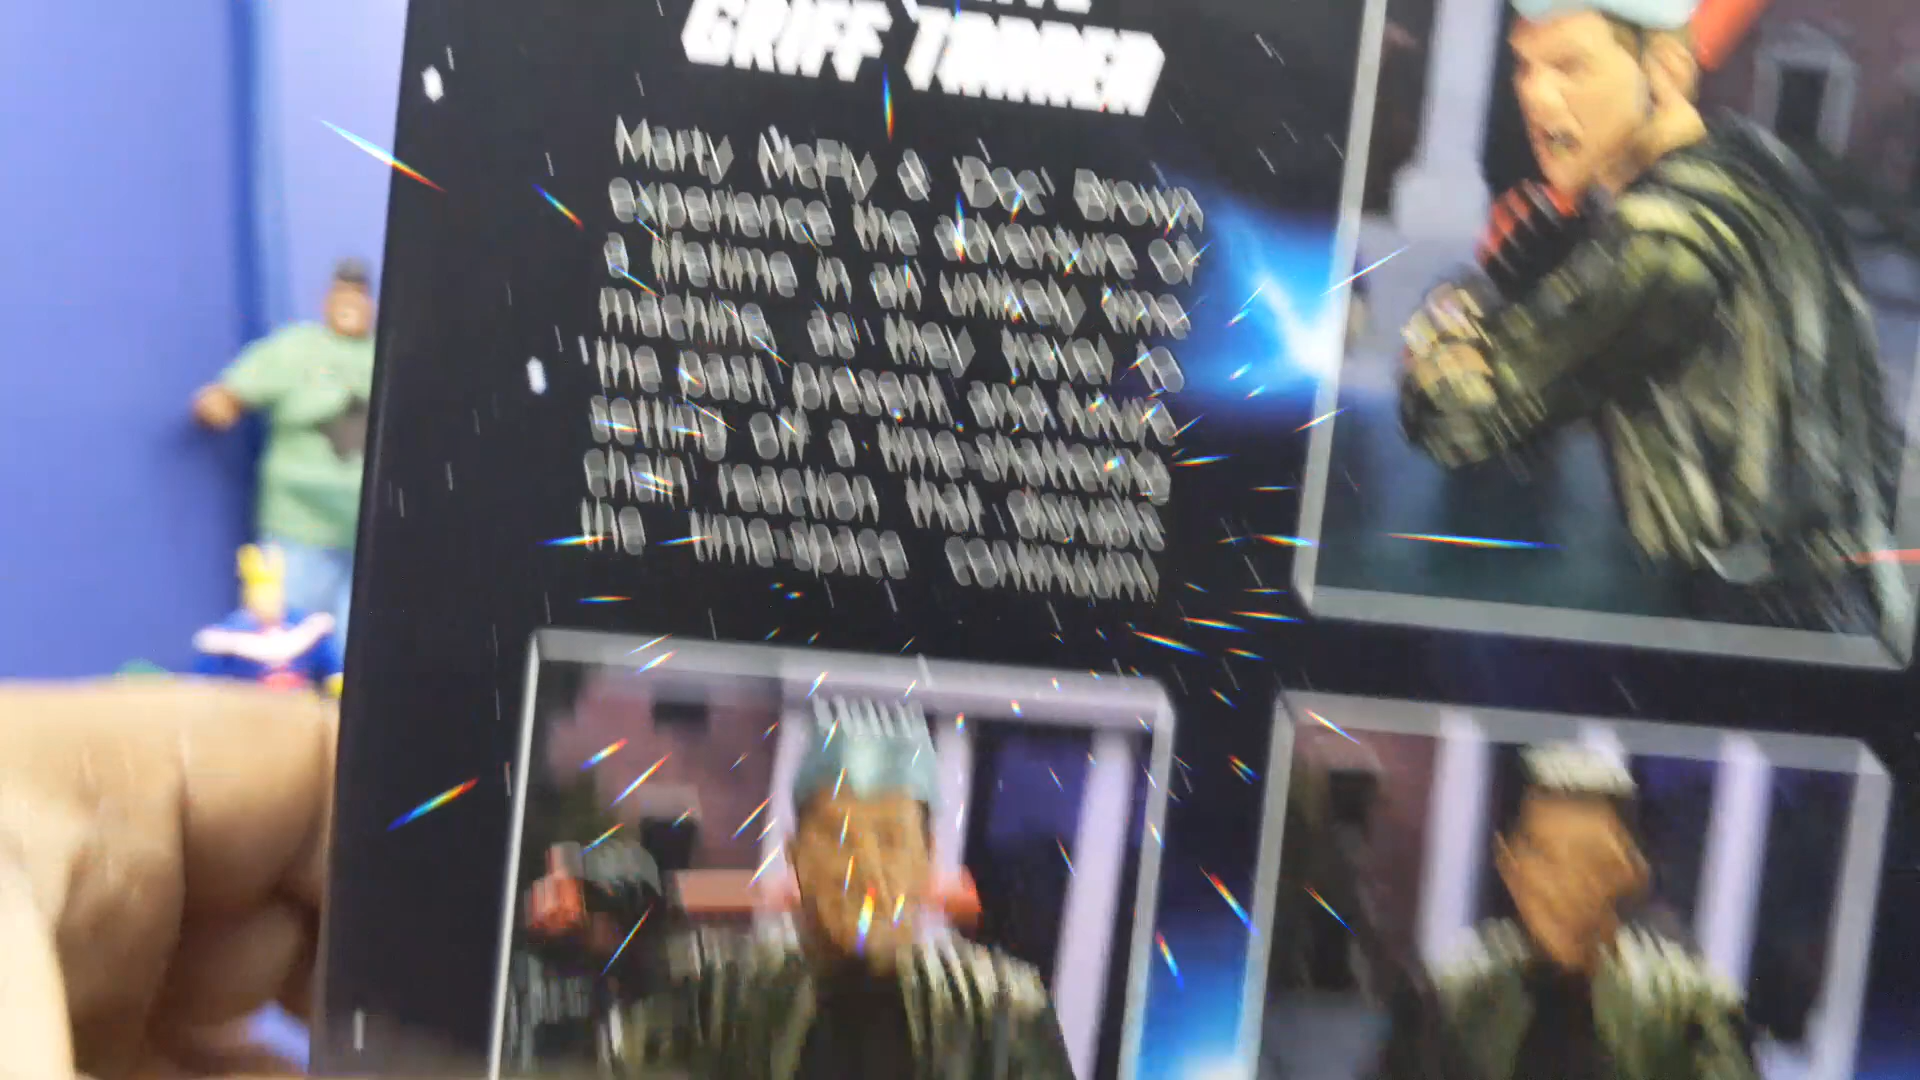 GRIFF TANNEN
Marty McFly & 'Doc' Brown
experience the adventure of
a lifetime in an unlikely time
machine as they travel to
the past, present and future,
setting off a time-shattering
chain reaction that disrupts
the time-space continuum